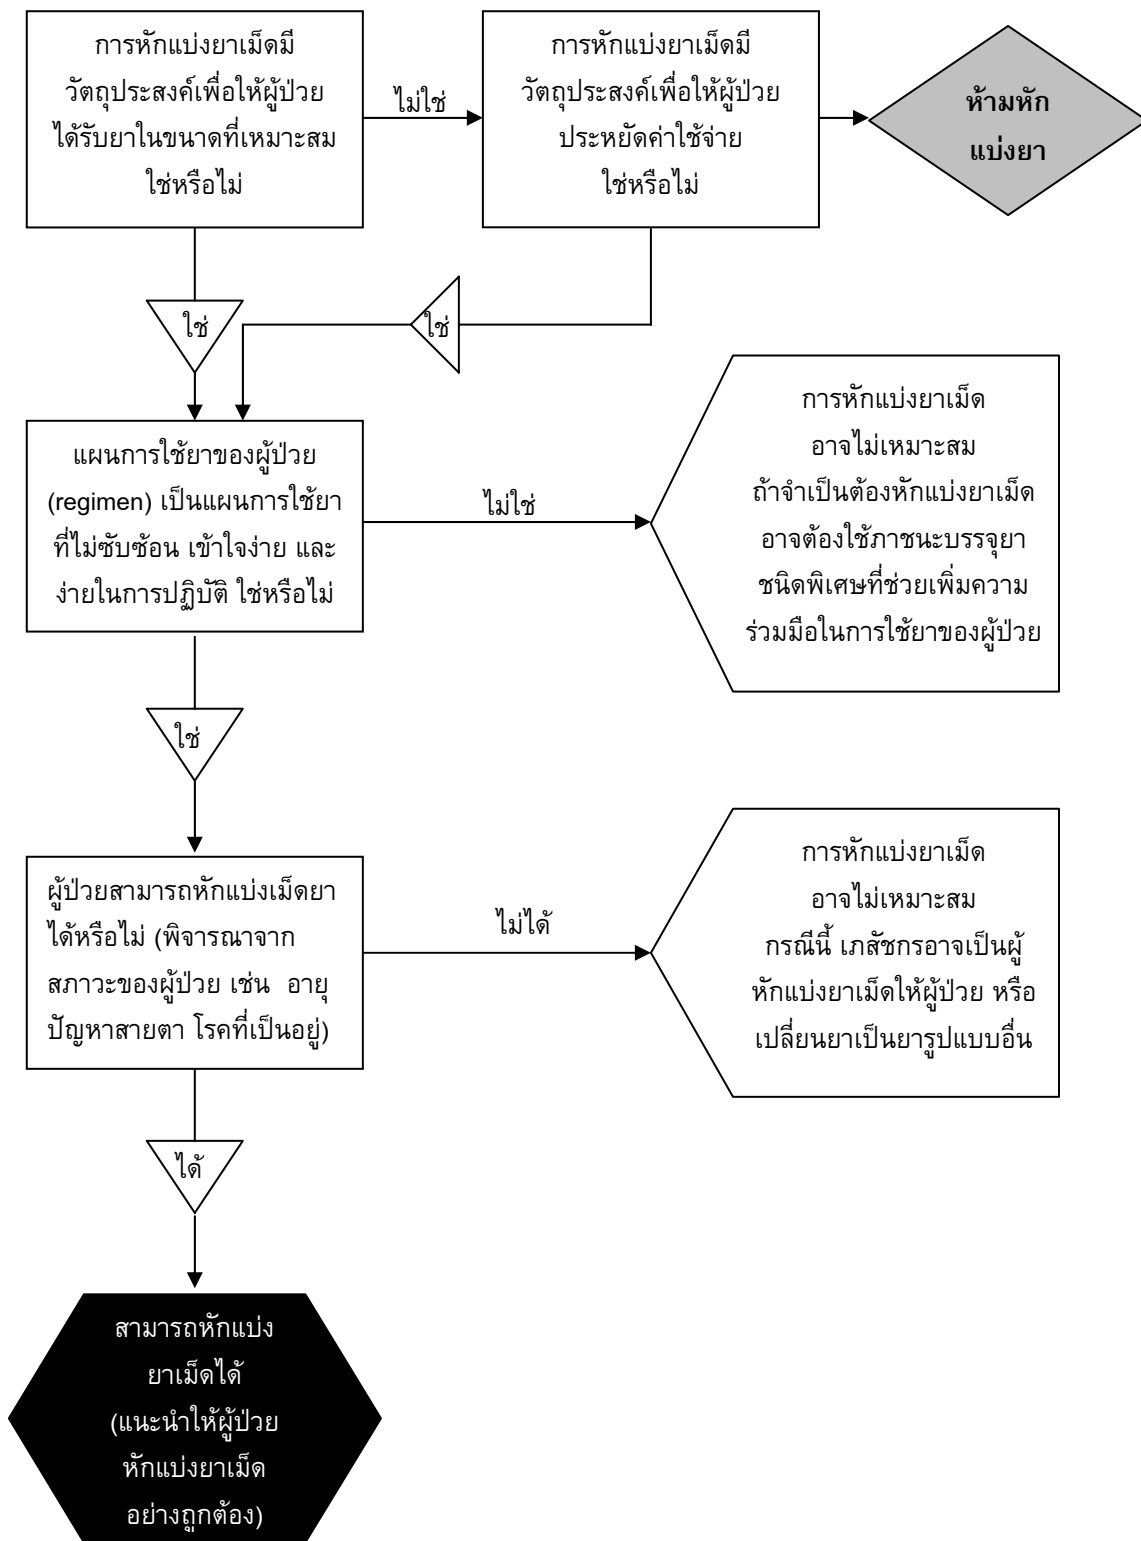 การหักแบ่งยาเม็ดมี
วัตถุประสงค์เพื่อให้ผู้ป่วย
ได้รับยาในขนาดที่เหมาะสม
ใช่หรือไม่
ไม่ใช่
การหักแบ่งยาเม็ดมี
วัตถุประสงค์เพื่อให้ผู้ป่วย
ประหยัดค่าใช้จ่าย
ใช่หรือไม่
ห้ามหัก
แบ่งยา
ใช่
ใช่
แผนการใช้ยาของผู้ป่วย
(regimen) เป็นแผนการใช้ยา
ที่ไม่ซับซ้อน เข้าใจง่าย และ
ง่ายในการปฏิบัติ ใช่หรือไม่
ไม่ใช่
การหักแบ่งยาเม็ด
อาจไม่เหมาะสม
ถ้าจำเป็นต้องหักแบ่งยาเม็ด
อาจต้องใช้ภาชนะบรรจุยา
ชนิดพิเศษที่ช่วยเพิ่มความ
ร่วมมือในการใช้ยาของผู้ป่วย
ใช่
ผู้ป่วยสามารถหักแบ่งเม็ดยา
ได้หรือไม่ (พิจารณาจาก
สภาวะของผู้ป่วย เช่น อายุ
ปัญหาสายตา โรคที่เป็นอยู่)
ไม่ได้
การหักแบ่งยาเม็ด
อาจไม่เหมาะสม
กรณีนี้ เภสัชกรอาจเป็นผู้
หักแบ่งยาเม็ดให้ผู้ป่วย หรือ
เปลี่ยนยาเป็นยารูปแบบอื่น
ได้
สามารถหักแบ่ง
ยาเม็ดได้
(แนะนำให้ผู้ป่วย
หักแบ่งยาเม็ด
อย่างถูกต้อง)